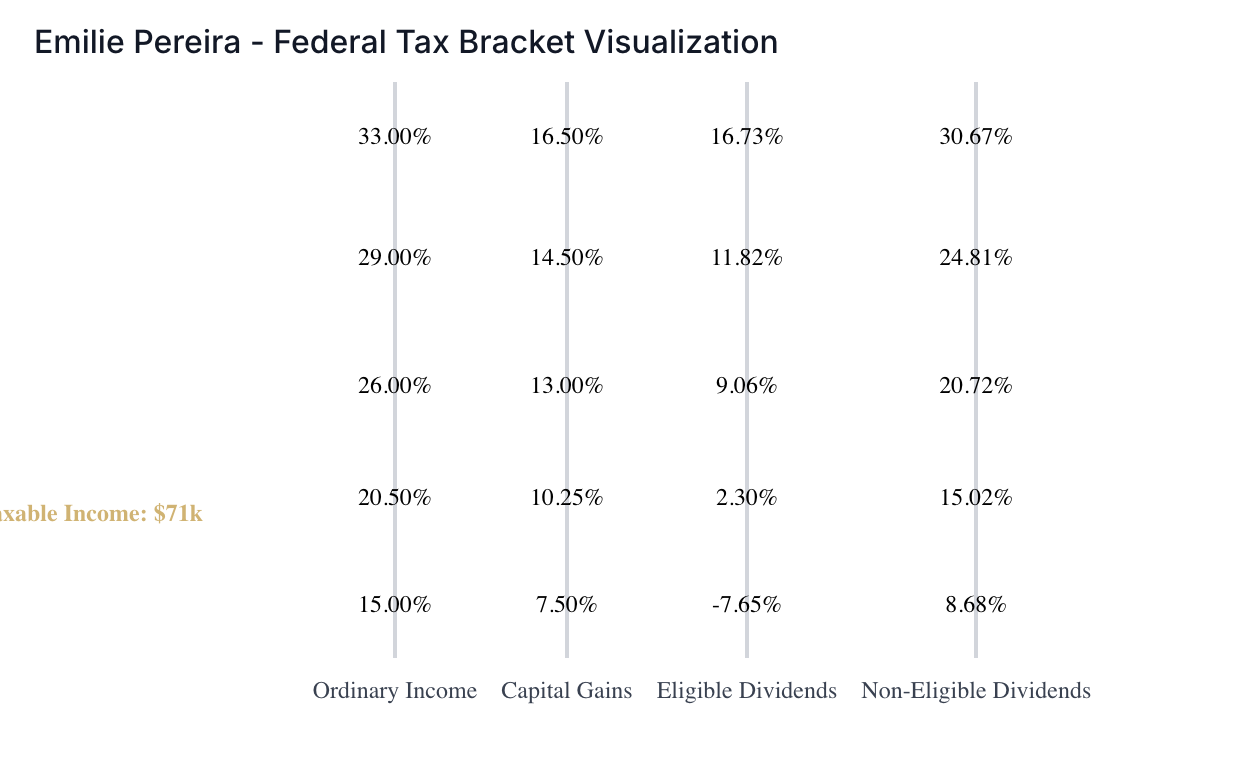 Emilie Pereira - Federal Tax Bracket Visualization
33.00% 16.50% 16.73% 30.67%
29.00% 14.50% 11.82% 24.81%
26.00% 13.00% 9.06% 20.72%
20.50% 10.25% 2.30% 15.02%
axable Income: $71k
15.00% 7.50% -7.65% 8.68%
Ordinary Income Capital Gains Eligible Dividends Non-Eligible Dividends